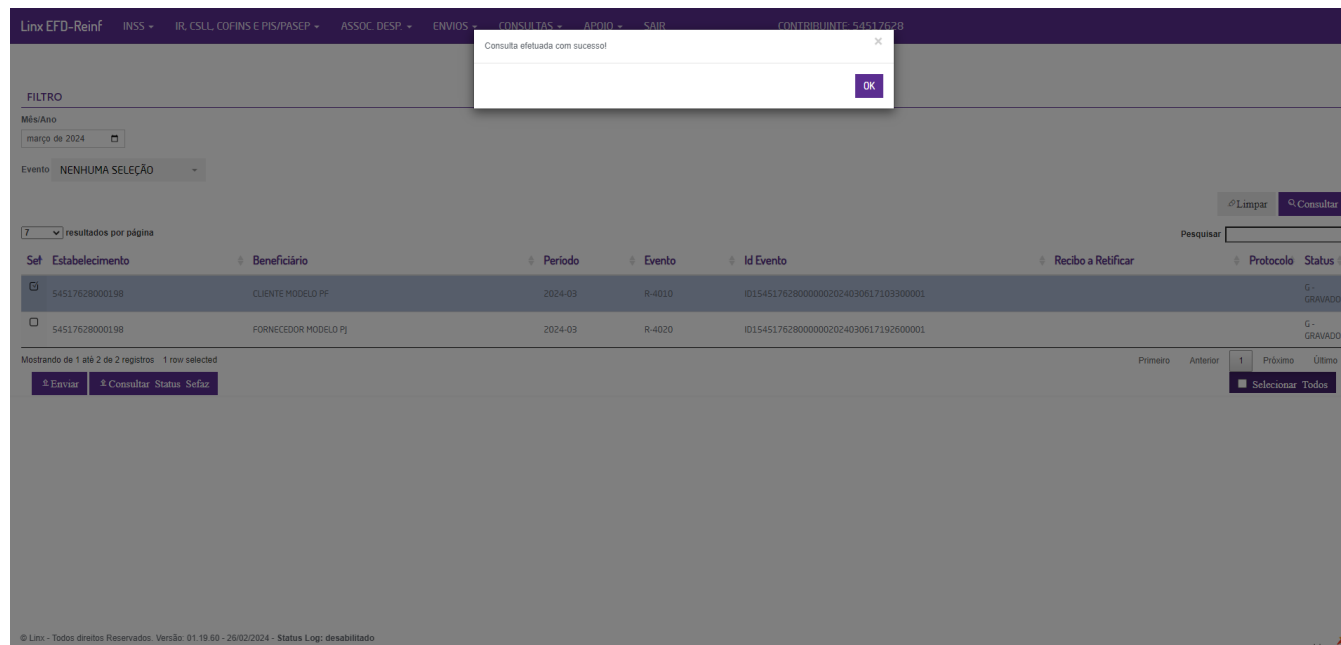 Linx EFD-Reinf INSS IR, CSLL, COFINS E PIS/PASEP ASSOC. DESP. ENVIOS CONSULTAS APOIO SAIR CONTRIBUINTE: 54517628
Consulta efetuada com sucesso! ×
OK
FILTRO
Mês/Ano
março de 2024
Evento NENHUMA SELEÇÃO
Limpar Consultar
7 resultados por página Pesquisar
Sel Estabelecimento Beneficiário Período Evento Id Evento Recibo a Retificar Protocolo Status
54517628000198 CLIENTE MODELO PF 2024-03 R-4010 ID1545176280000002024030617103300001 G -
GRAVADO
54517628000198 FORNECEDOR MODELO PJ 2024-03 R-4020 ID1545176280000002024030617192600001 G -
GRAVADO
Mostrando de 1 até 2 de 2 registros 1 row selected Primeiro Anterior 1 Próximo Último
Enviar Consultar Status Sefaz Selecionar Todos
© Linx - Todos direitos Reservados. Versão: 01.19.60 - 26/02/2024 - Status Log: desabilitado